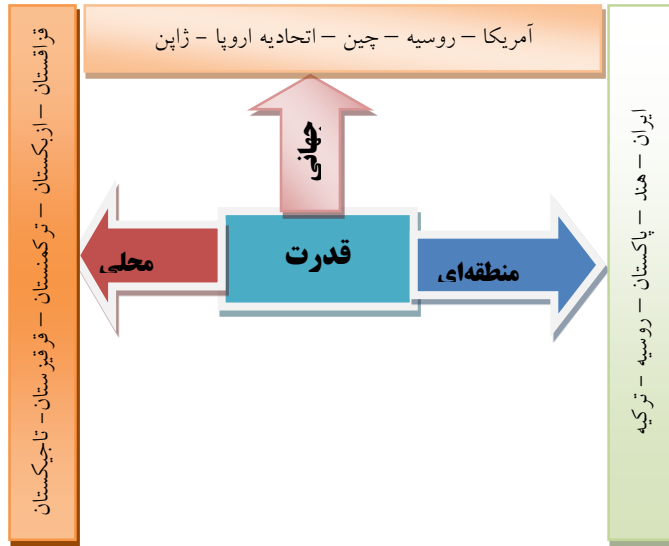 آمریکا – روسیه – چین – اتحادیه اروپا - ژاپن
جهانی
ایران – هند – پاکستان – روسیه – ترکیه
منطقه‌ای
قدرت
محلی
قزاقستان – ازبکستان – ترکمنستان – قرقیزستان- تاجیکستان